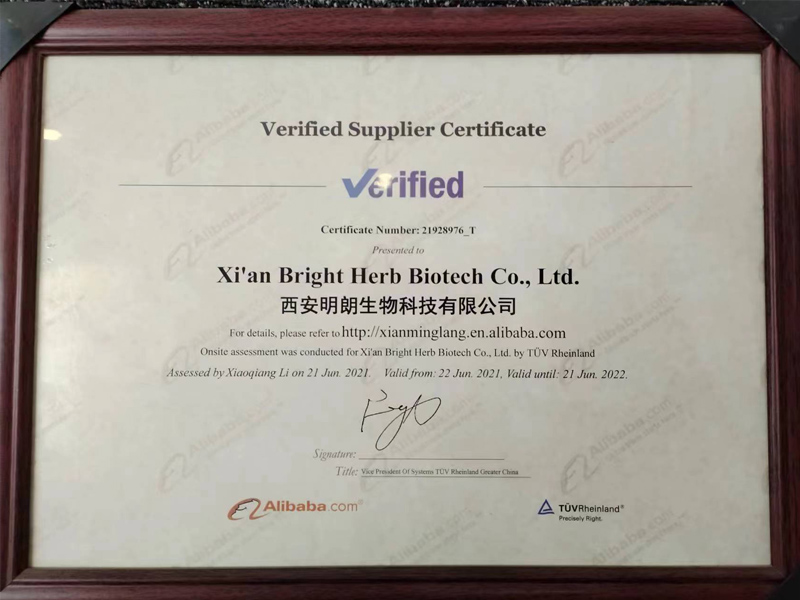 Verified Supplier Certificate
Verified
Certificate Number: 21928976_T
Presented to
Xi'an Bright Herb Biotech Co., Ltd.
西安明朗生物科技有限公司
For details, please refer to http://xianminglang.en.alibaba.com
Onsite assessment was conducted for Xi'an Bright Herb Biotech Co., Ltd. by TÜV Rheinland
Assessed by Xiaoqiang Li on 21 Jun. 2021. Valid from: 22 Jun. 2021, Valid until: 21 Jun. 2022.
Signature:
Title: Vice President Of Systems TÜV Rheinland Greater China
Alibaba.com®
TÜVRheinland®
Precisely Right.